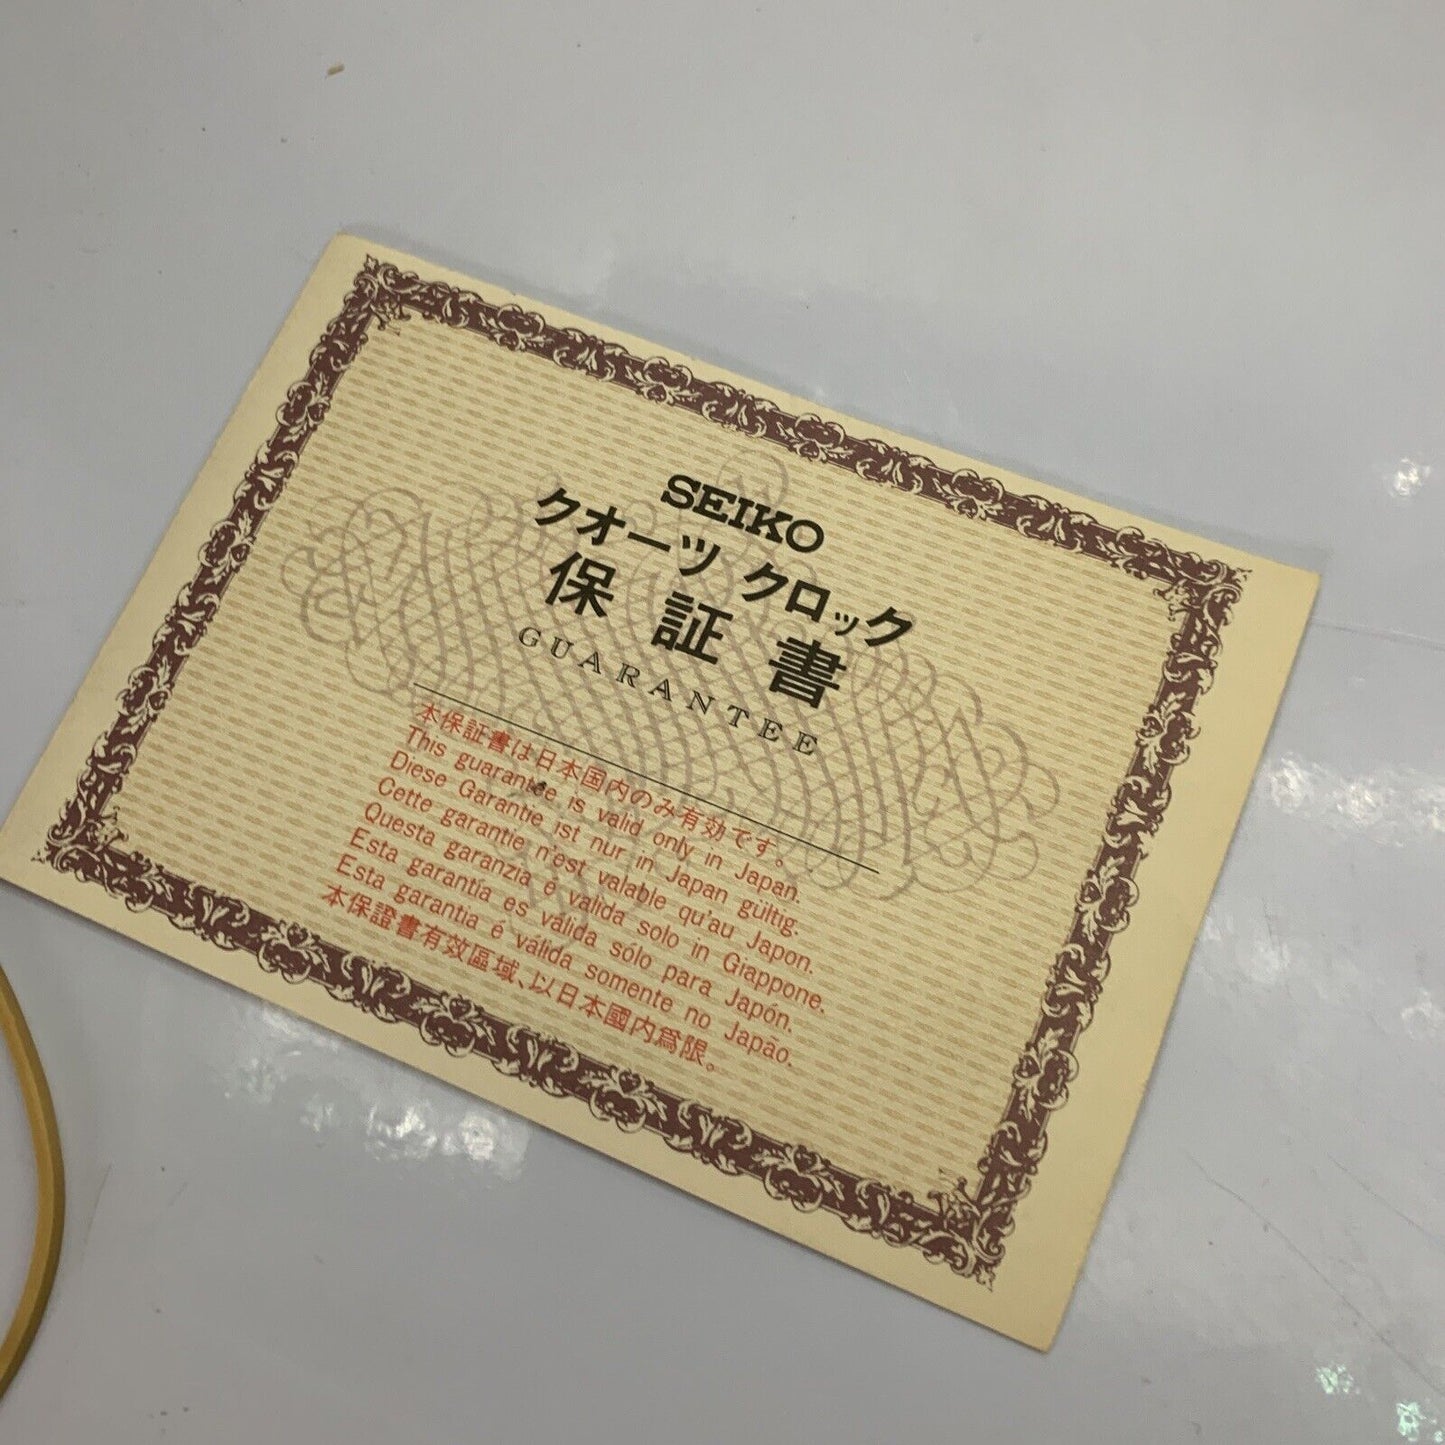 SEIKO
クオーツ クロック
保証書
GUARANTEE
本保証書は日本国内のみ有効です。
This guarantee is valid only in Japan.
Diese Garantie ist nur in Japan gültig.
Cette garantie n'est valable qu'au Japon.
Questa garanzia é valida solo in Giappone.
Esta garantía es válida sólo para Japón.
Esta garantia é válida somente no Japão.
本保證書有效區域、以日本國内爲限。